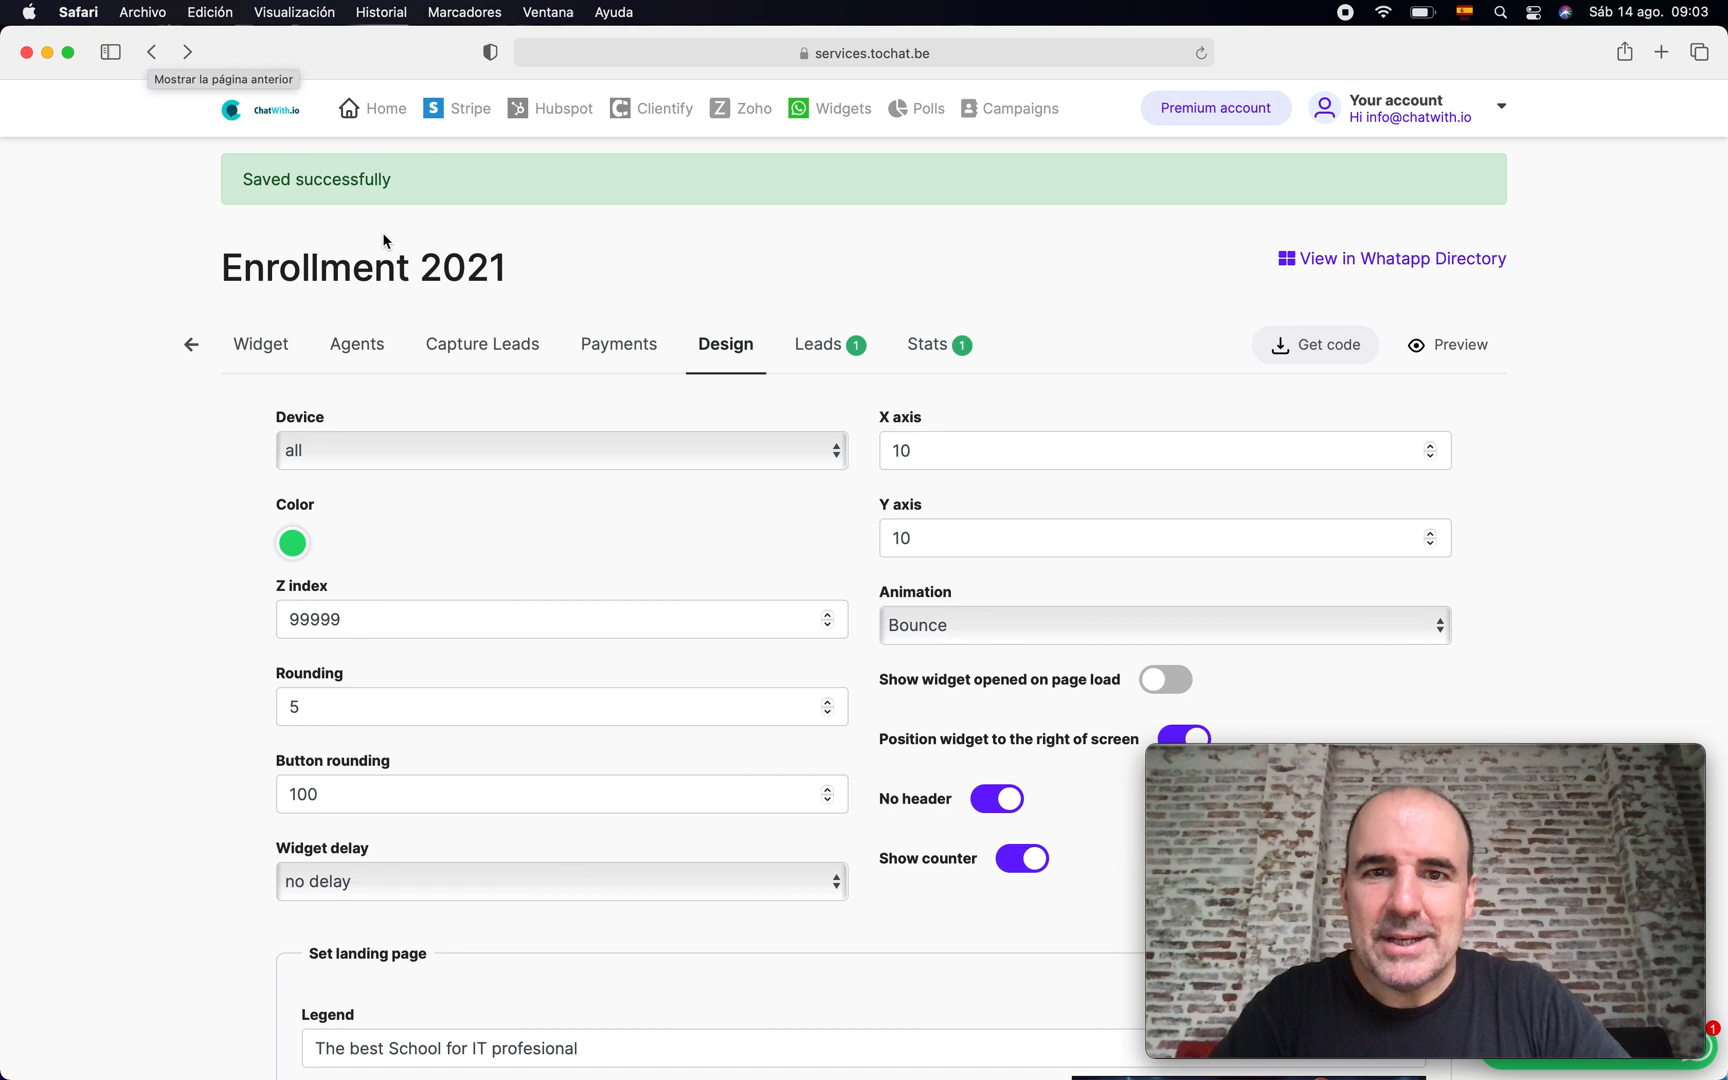 Safari Archivo Edición Visualización Historial Marcadores Ventana Ayuda Sáb 14 ago. 09:03
services.tochat.be
Mostrar la página anterior
ChatWith.io Home Stripe Hubspot Clientify Zoho Widgets Polls Campaigns Premium account Your account
Hi info@chatwith.io
Saved successfully
Enrollment 2021
View in Whatapp Directory
Widget Agents Capture Leads Payments Design Leads 1 Stats 1 Get code Preview
Device
all
X axis
10
Color
Y axis
10
Z index
99999
Animation
Bounce
Rounding
5
Show widget opened on page load
Position widget to the right of screen
Button rounding
100
No header
Widget delay
no delay
Show counter
Set landing page
Legend
The best School for IT profesional
1